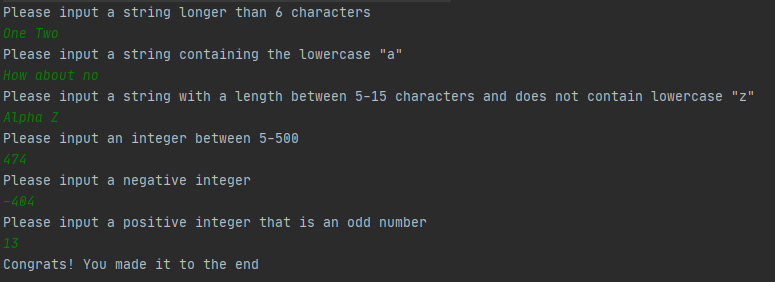 Please input a string longer than 6 characters
One Two
Please input a string containing the lowercase "a"
How about no
Please input a string with a length between 5-15 characters and does not contain lowercase "z"
Alpha Z
Please input an integer between 5-500
474
Please input a negative integer
-404
Please input a positive integer that is an odd number
13
Congrats! You made it to the end